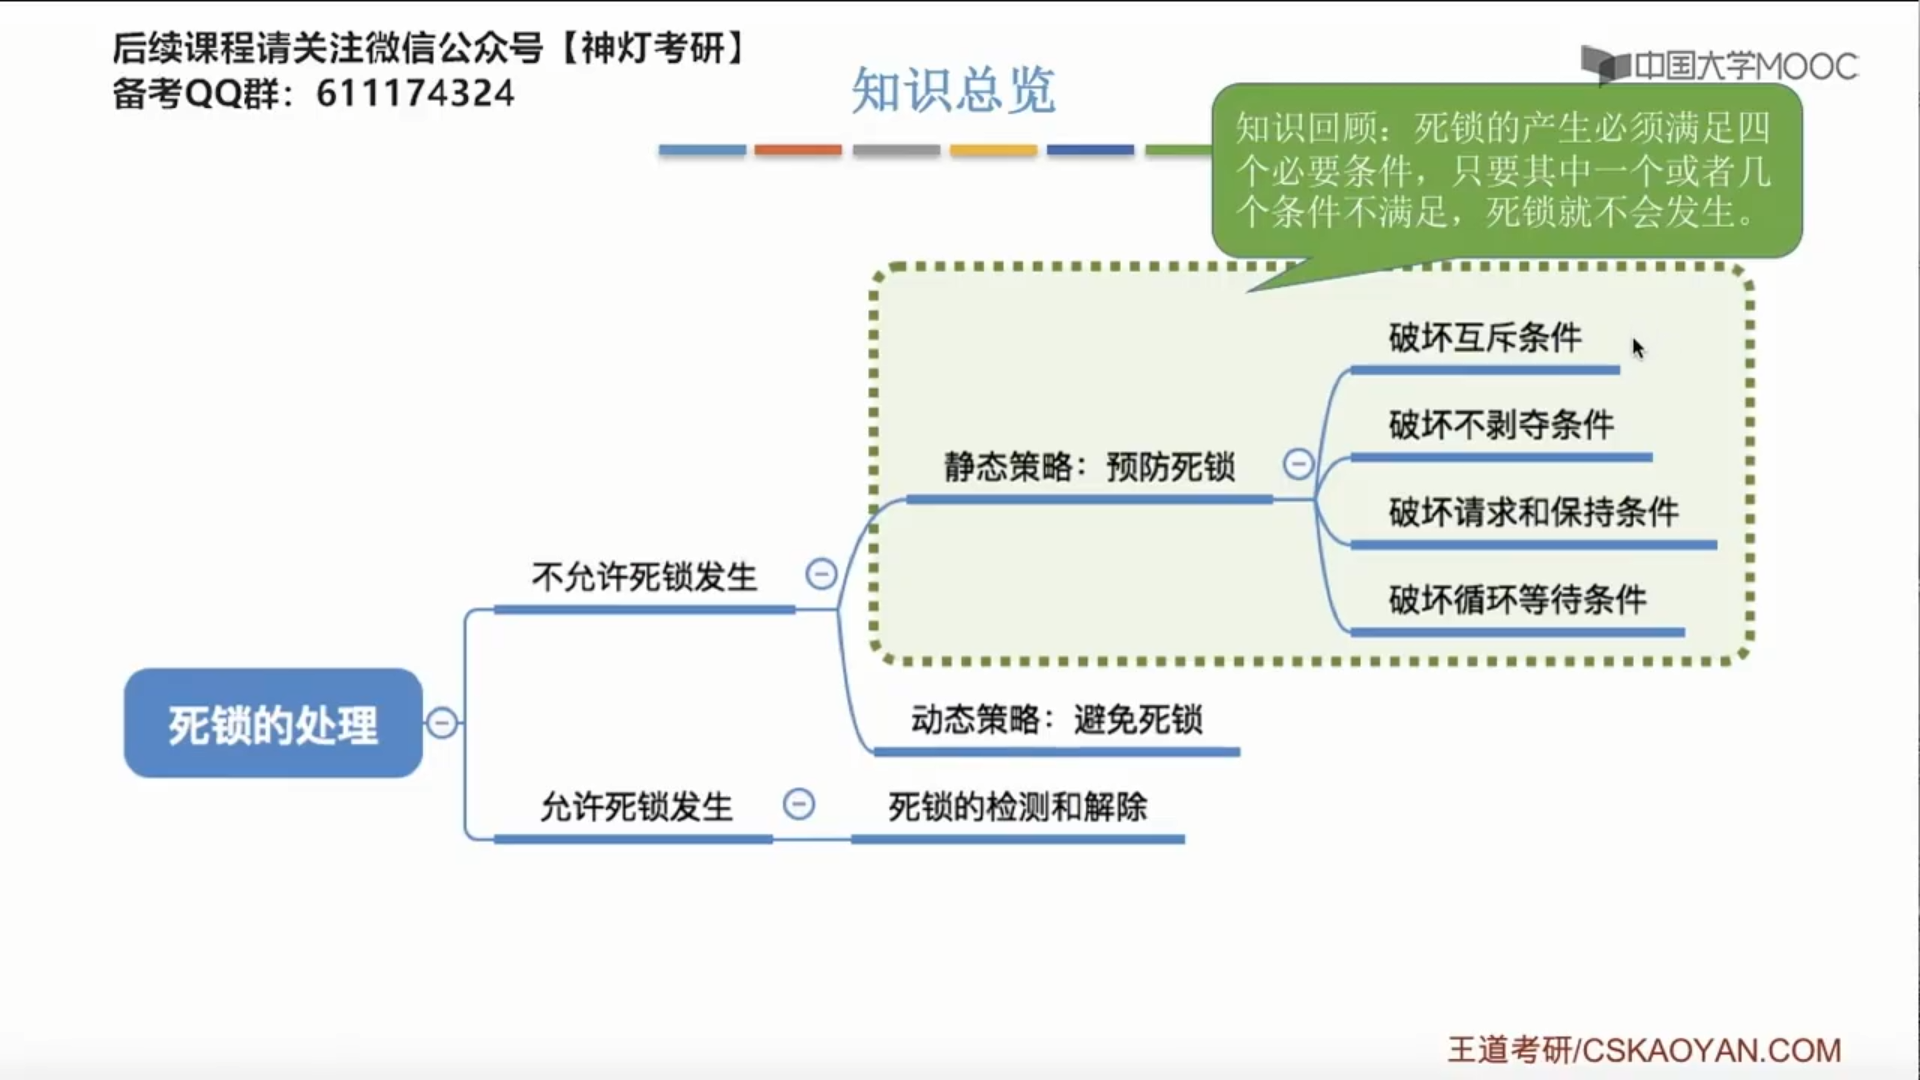 后续课程请关注微信公众号【神灯考研】
备考QQ群：611174324
中国大学MOOC
知识总览
知识回顾：死锁的产生必须满足四
个必要条件，只要其中一个或者几
个条件不满足，死锁就不会发生。
破坏互斥条件
破坏不剥夺条件
静态策略：预防死锁
破坏请求和保持条件
不允许死锁发生
破坏循环等待条件
死锁的处理
动态策略：避免死锁
允许死锁发生
死锁的检测和解除
王道考研/CSKAOYAN.COM